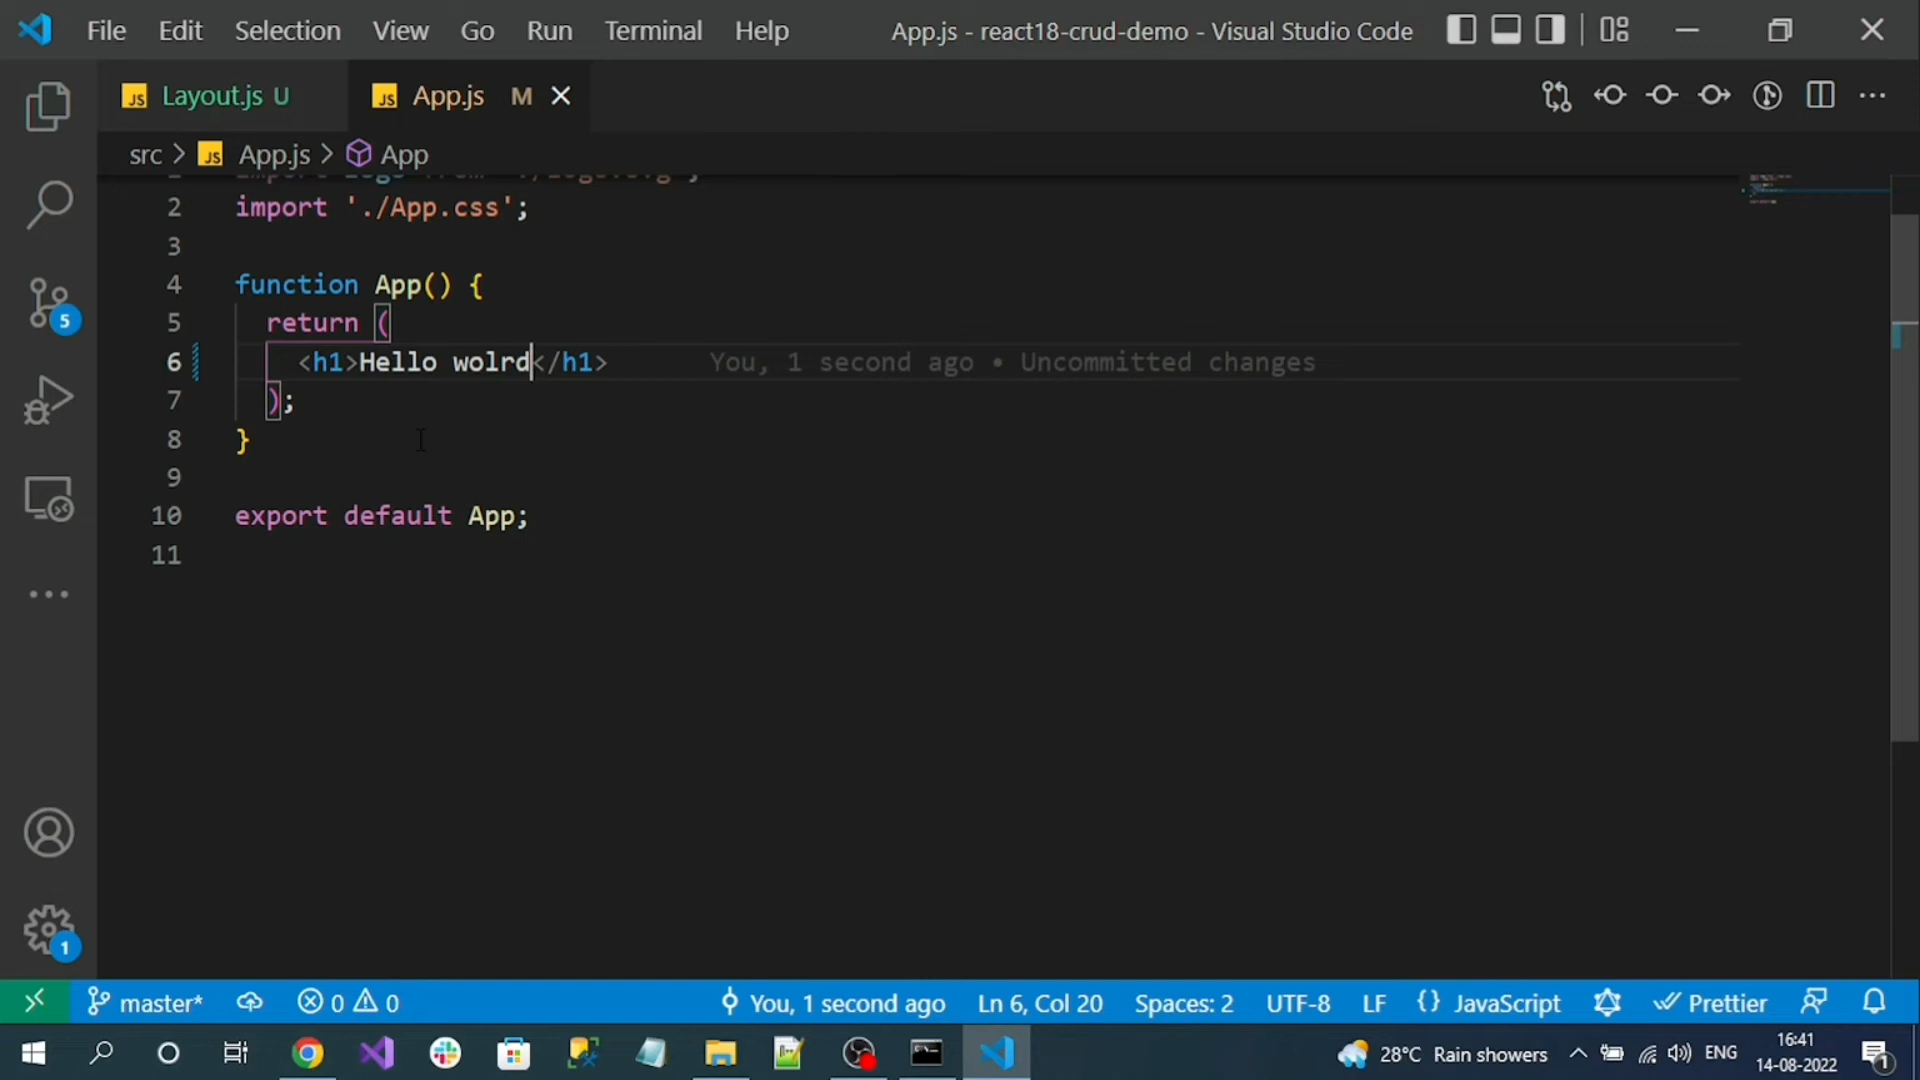 File Edit Selection View Go Run Terminal Help App.js - react18-crud-demo - Visual Studio Code
JS Layout.js U JS App.js M
src > JS App.js > App
2 import './App.css';
3
4 function App() {
5 return (
6 <h1>Hello wolrd</h1> You, 1 second ago • Uncommitted changes
7 );
8 }
9
10 export default App;
11
5
1
master* 0 0 You, 1 second ago Ln 6, Col 20 Spaces: 2 UTF-8 LF {} JavaScript Prettier
28°C Rain showers ENG 16:41
14-08-2022 1